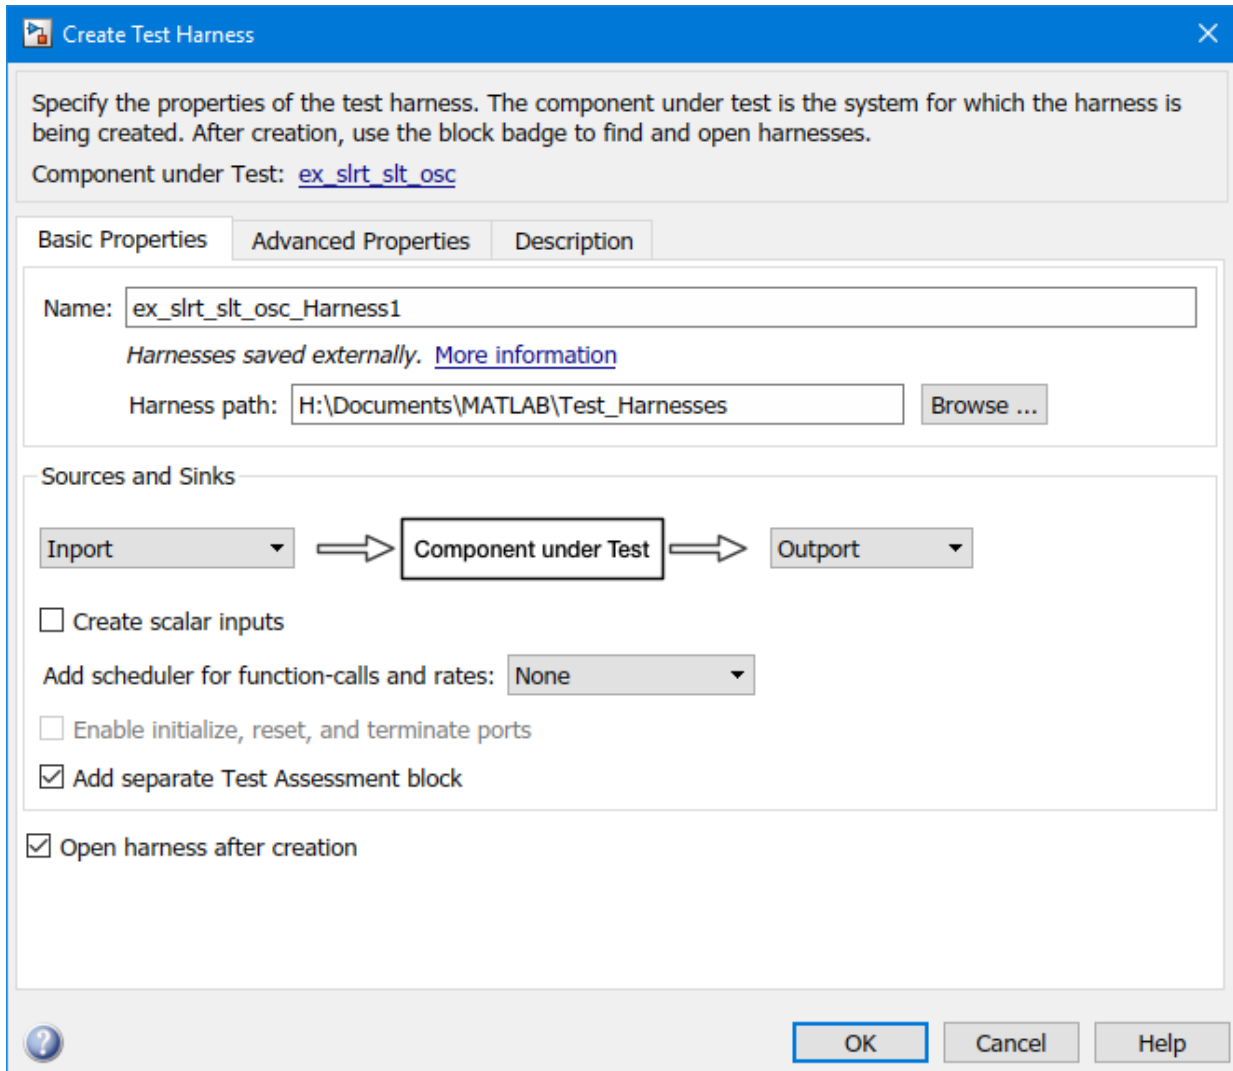 Create Test Harness
Specify the properties of the test harness. The component under test is the system for which the harness is
being created. After creation, use the block badge to find and open harnesses.
Component under Test: ex_slrt_slt_osc
Basic Properties Advanced Properties Description
Name: ex_slrt_slt_osc_Harness1
Harnesses saved externally. More information
Harness path: H:\Documents\MATLAB\Test_Harnesses Browse ...
Sources and Sinks
Inport Component under Test Outport
Create scalar inputs
Add scheduler for function-calls and rates: None
Enable initialize, reset, and terminate ports
Add separate Test Assessment block
Open harness after creation
? OK Cancel Help